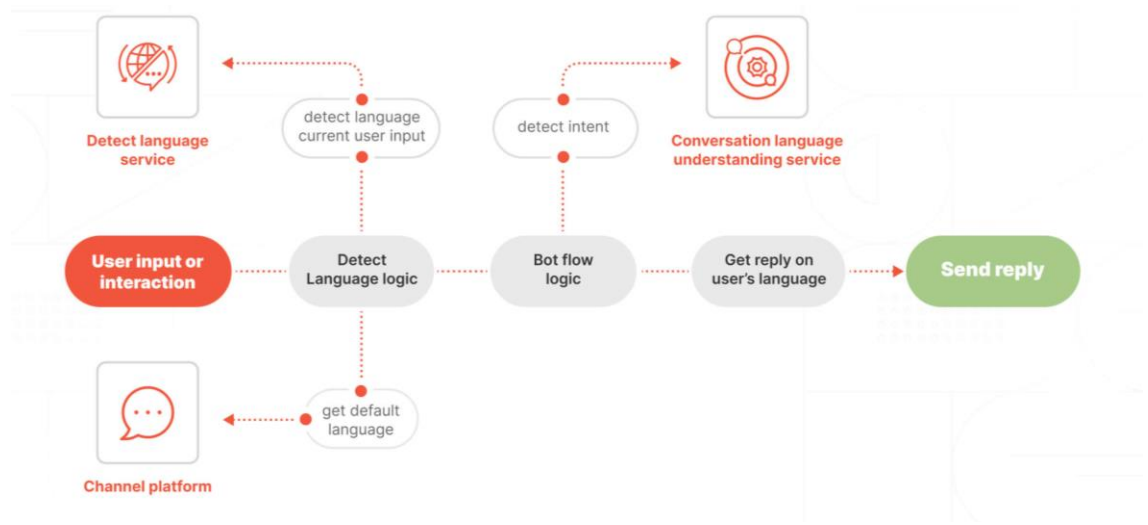 detect language
current user input
detect intent
Detect language
service
Conversation language
understanding service
User input or
interaction
Detect
Language logic
Bot flow
logic
Get reply on
user's language
Send reply
get default
language
Channel platform